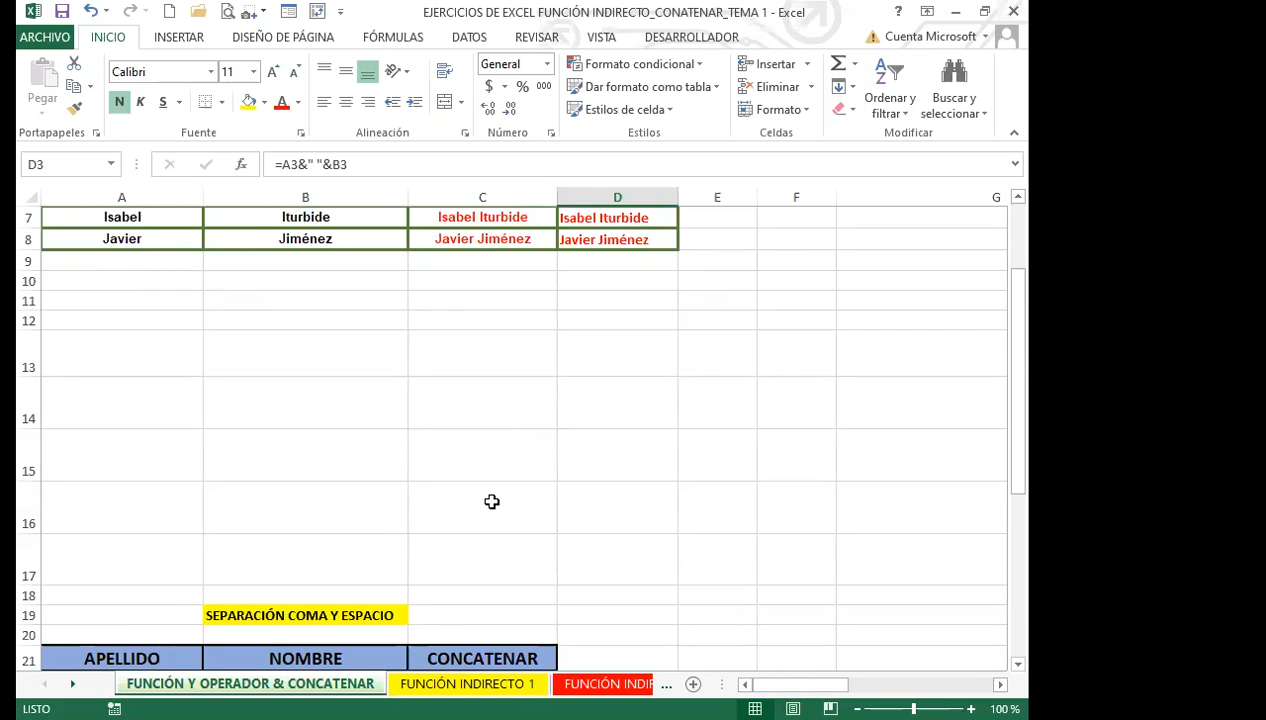 EJERCICIOS DE EXCEL FUNCIÓN INDIRECTO_CONATENAR_TEMA 1 - Excel
?
ARCHIVO INICIO INSERTAR DISEÑO DE PÁGINA FÓRMULAS DATOS REVISAR VISTA DESARROLLADOR Cuenta Microsoft
Pegar
Calibri 11
N K S
A A
General
$ % 000
Formato condicional
Dar formato como tabla
Estilos de celda
Insertar
Eliminar
Formato
Ordenar y filtrar
Buscar y seleccionar
Portapapeles Fuente Alineación Número Estilos Celdas Modificar
D3 fx =A3&" "&B3
A B C D E F G
7 Isabel Iturbide Isabel Iturbide Isabel Iturbide
8 Javier Jiménez Javier Jiménez Javier Jiménez
9
10
11
12
13
14
15
16
17
18
19 SEPARACIÓN COMA Y ESPACIO
20
21 APELLIDO NOMBRE CONCATENAR
FUNCIÓN Y OPERADOR & CONCATENAR FUNCIÓN INDIRECTO 1 FUNCIÓN INDIR ...
LISTO 100 %